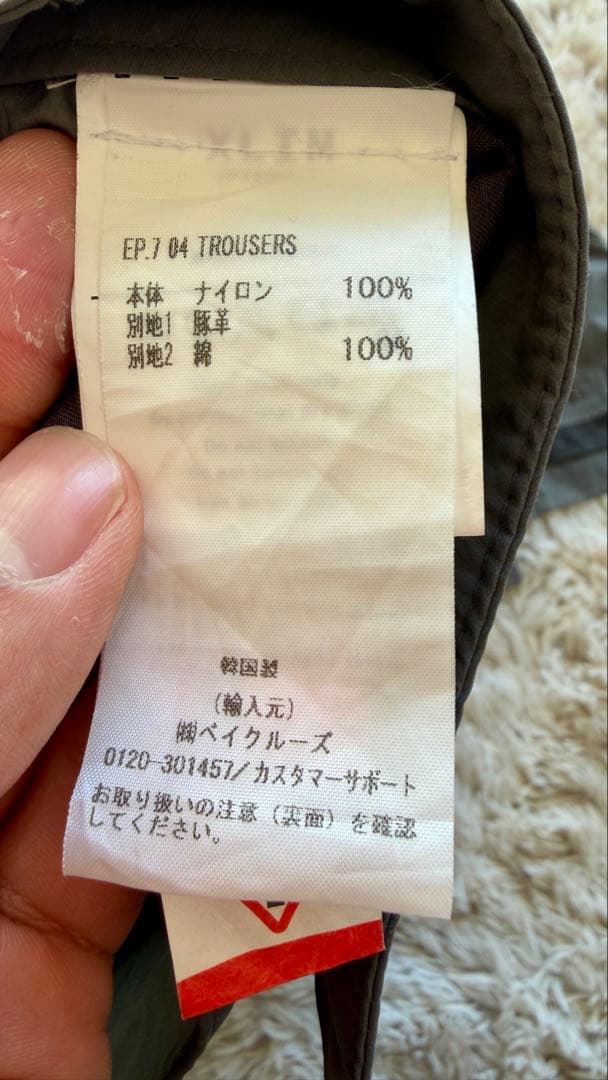 EP.7 04 TROUSERS
本体 ナイロン 100%
別地1 豚革
別地2 綿 100%
韓国製
(輸入元)
㈱ベイクルーズ
0120-301457/カスタマーサポート
お取り扱いの注意(裏面)を確認
してください。